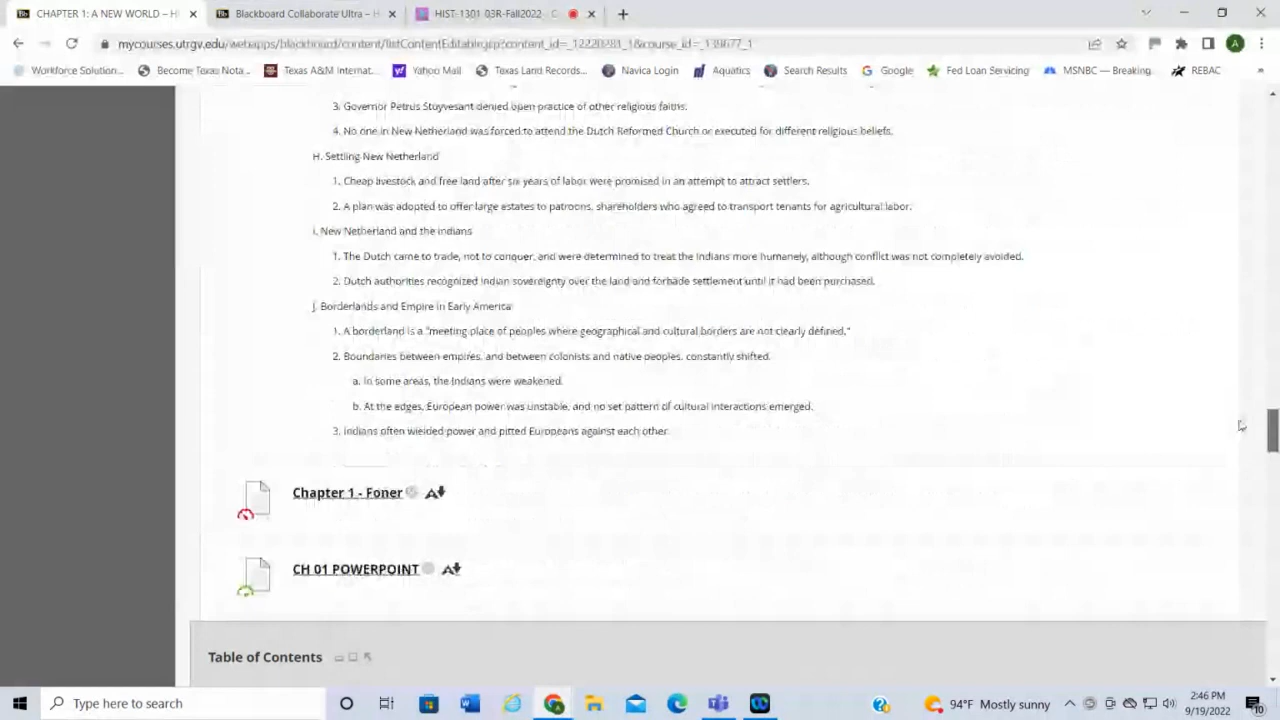 CHAPTER 1: A NEW WORLD – H
Blackboard Collaborate Ultra – H
HIST-1301 03R-Fall2022 - C
mycourses.utrgv.edu/webapps/blackboard/content/listContentEditable.jsp?content_id=_12220281_1&course_id=_139677_1
A
Workforce Solution...
Become Texas Nota...
Texas A&M Internat...
Yahoo Mail
Texas Land Records...
Navica Login
Aquatics
Search Results
Google
Fed Loan Servicing
MSNBC — Breaking...
REBAC
»
3. Governor Petrus Stuyvesant denied open practice of other religious faiths.
4. No one in New Netherland was forced to attend the Dutch Reformed Church or executed for different religious beliefs.
H. Settling New Netherland
1. Cheap livestock and free land after six years of labor were promised in an attempt to attract settlers.
2. A plan was adopted to offer large estates to patroons, shareholders who agreed to transport tenants for agricultural labor.
I. New Netherland and the Indians
1. The Dutch came to trade, not to conquer, and were determined to treat the Indians more humanely, although conflict was not completely avoided.
2. Dutch authorities recognized Indian sovereignty over the land and forbade settlement until it had been purchased.
J. Borderlands and Empire in Early America
1. A borderland is a "meeting place of peoples where geographical and cultural borders are not clearly defined."
2. Boundaries between empires, and between colonists and native peoples, constantly shifted.
a. In some areas, the Indians were weakened.
b. At the edges, European power was unstable, and no set pattern of cultural interactions emerged.
3. Indians often wielded power and pitted Europeans against each other.
Chapter 1 - Foner
CH 01 POWERPOINT
Table of Contents
Type here to search
94°F Mostly sunny
2:46 PM
9/19/2022
10